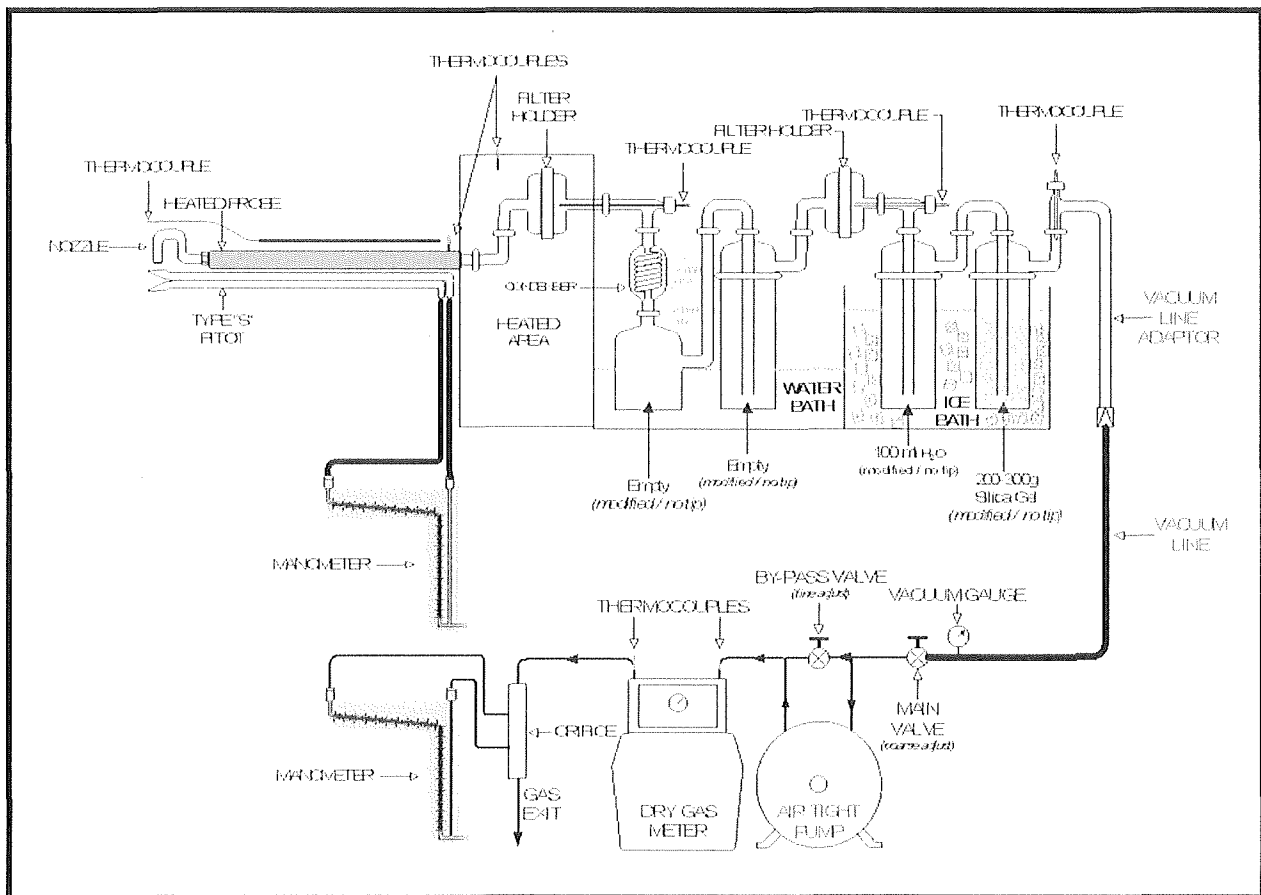 THERMOCOUPLES
FILTER
HOLDER
THERMOCOUPLE
FILTER HOLDER
THERMOCOUPLE
THERMOCOUPLE
THERMOCOUPLE
HEATED PROBE
NOZZLE
CONDENSER
TYPE "S"
PITOT
HEATED
AREA
VACUUM
LINE
ADAPTOR
WATER
BATH
ICE
BATH
Empty
(modified / no tip)
Empty
(modified / no tip)
100 ml H₂O
(modified / no tip)
200-300g
Silica Gel
(modified / no tip)
VACUUM
LINE
MANOMETER
BY-PASS VALVE
(fine adjust)
VACUUM GAUGE
THERMOCOUPLES
MAIN
VALVE
(coarse adjust)
ORIFICE
MANOMETER
GAS
EXIT
DRY GAS
METER
AIR TIGHT
PUMP